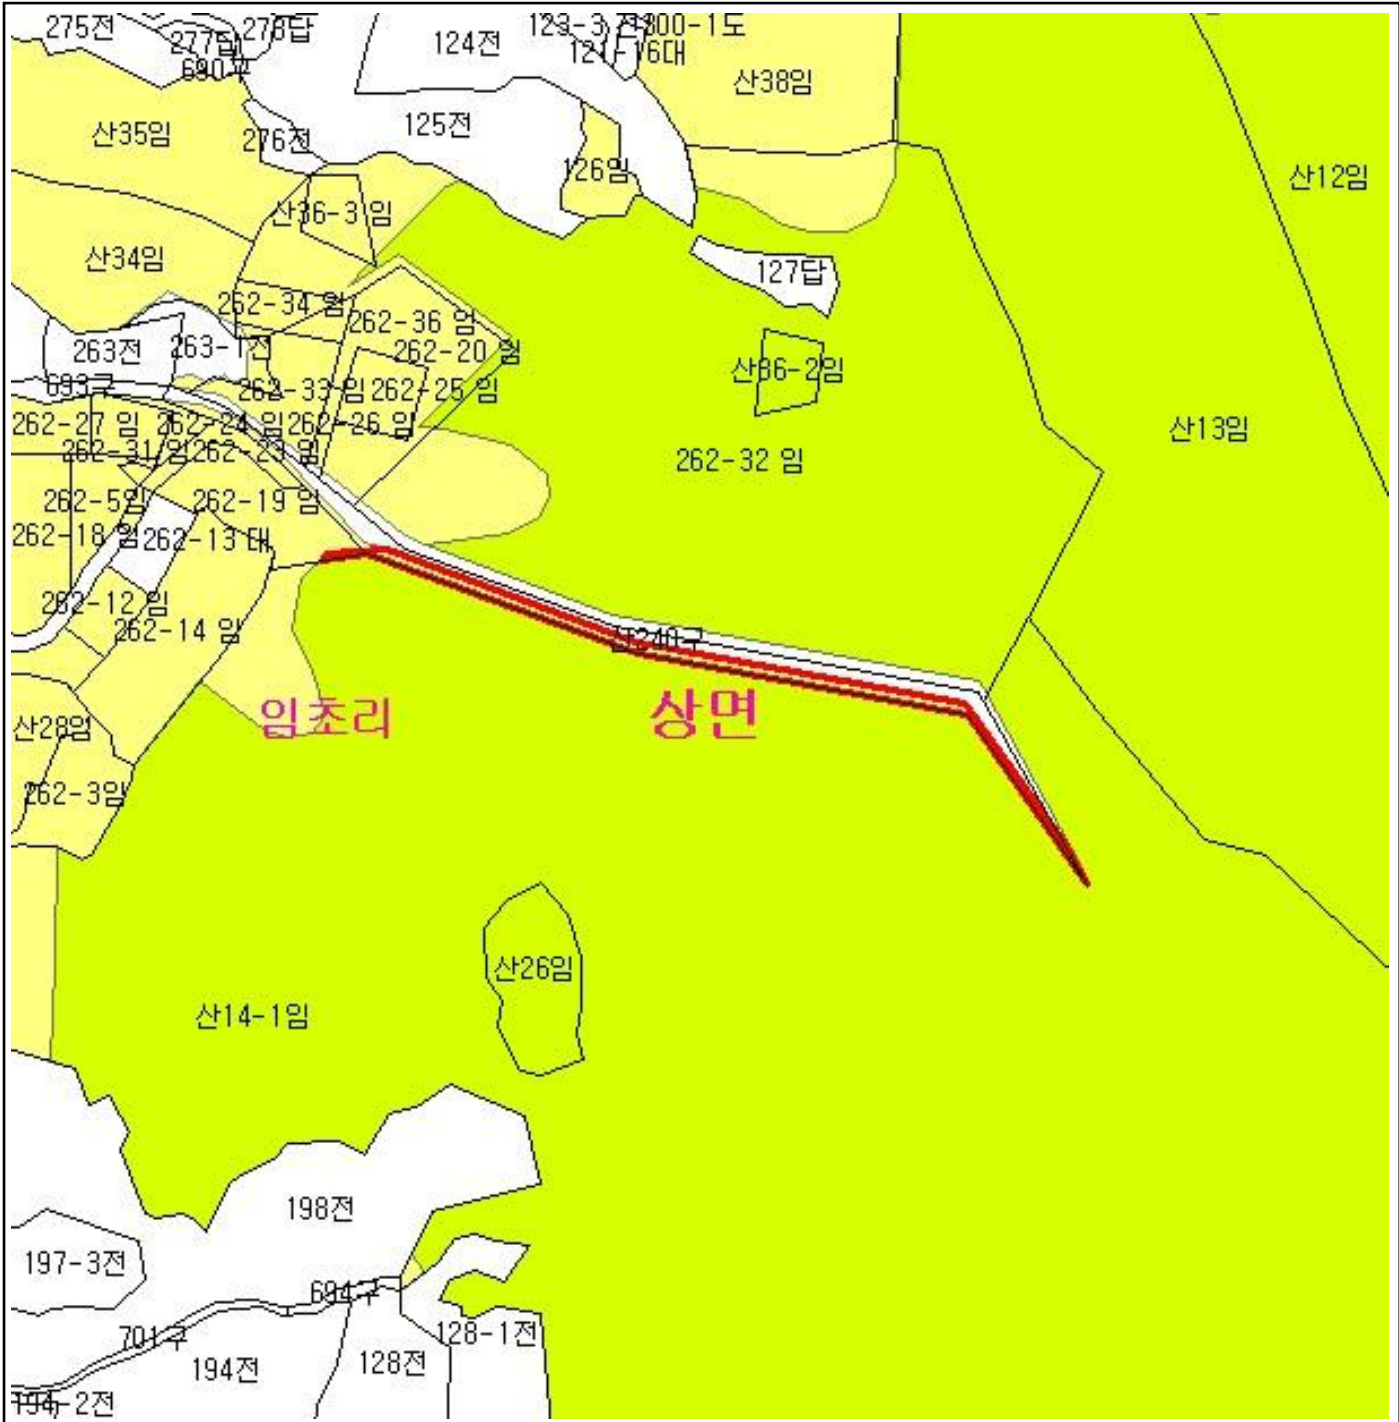 275전
277답
278답
690구
124전
123-3전
300-1도
121-16대
산38임
산35임
276전
125전
126임
산12임
산36-3임
산34임
127답
262-34 임
262-36 임
263전
263-1전
262-20 임
산36-2임
693구
262-33 임
262-25 임
262-27 임
262-24 임
262-26 임
산13임
262-31 임
262-23 임
262-32 임
262-5임
262-19 임
262-18 임
262-13 대
262-12 임
262-14 임
산240구
임초리
상면
산28임
262-3임
산26임
산14-1임
198전
197-3전
694구
701구
128-1전
194전
128전
194-2전